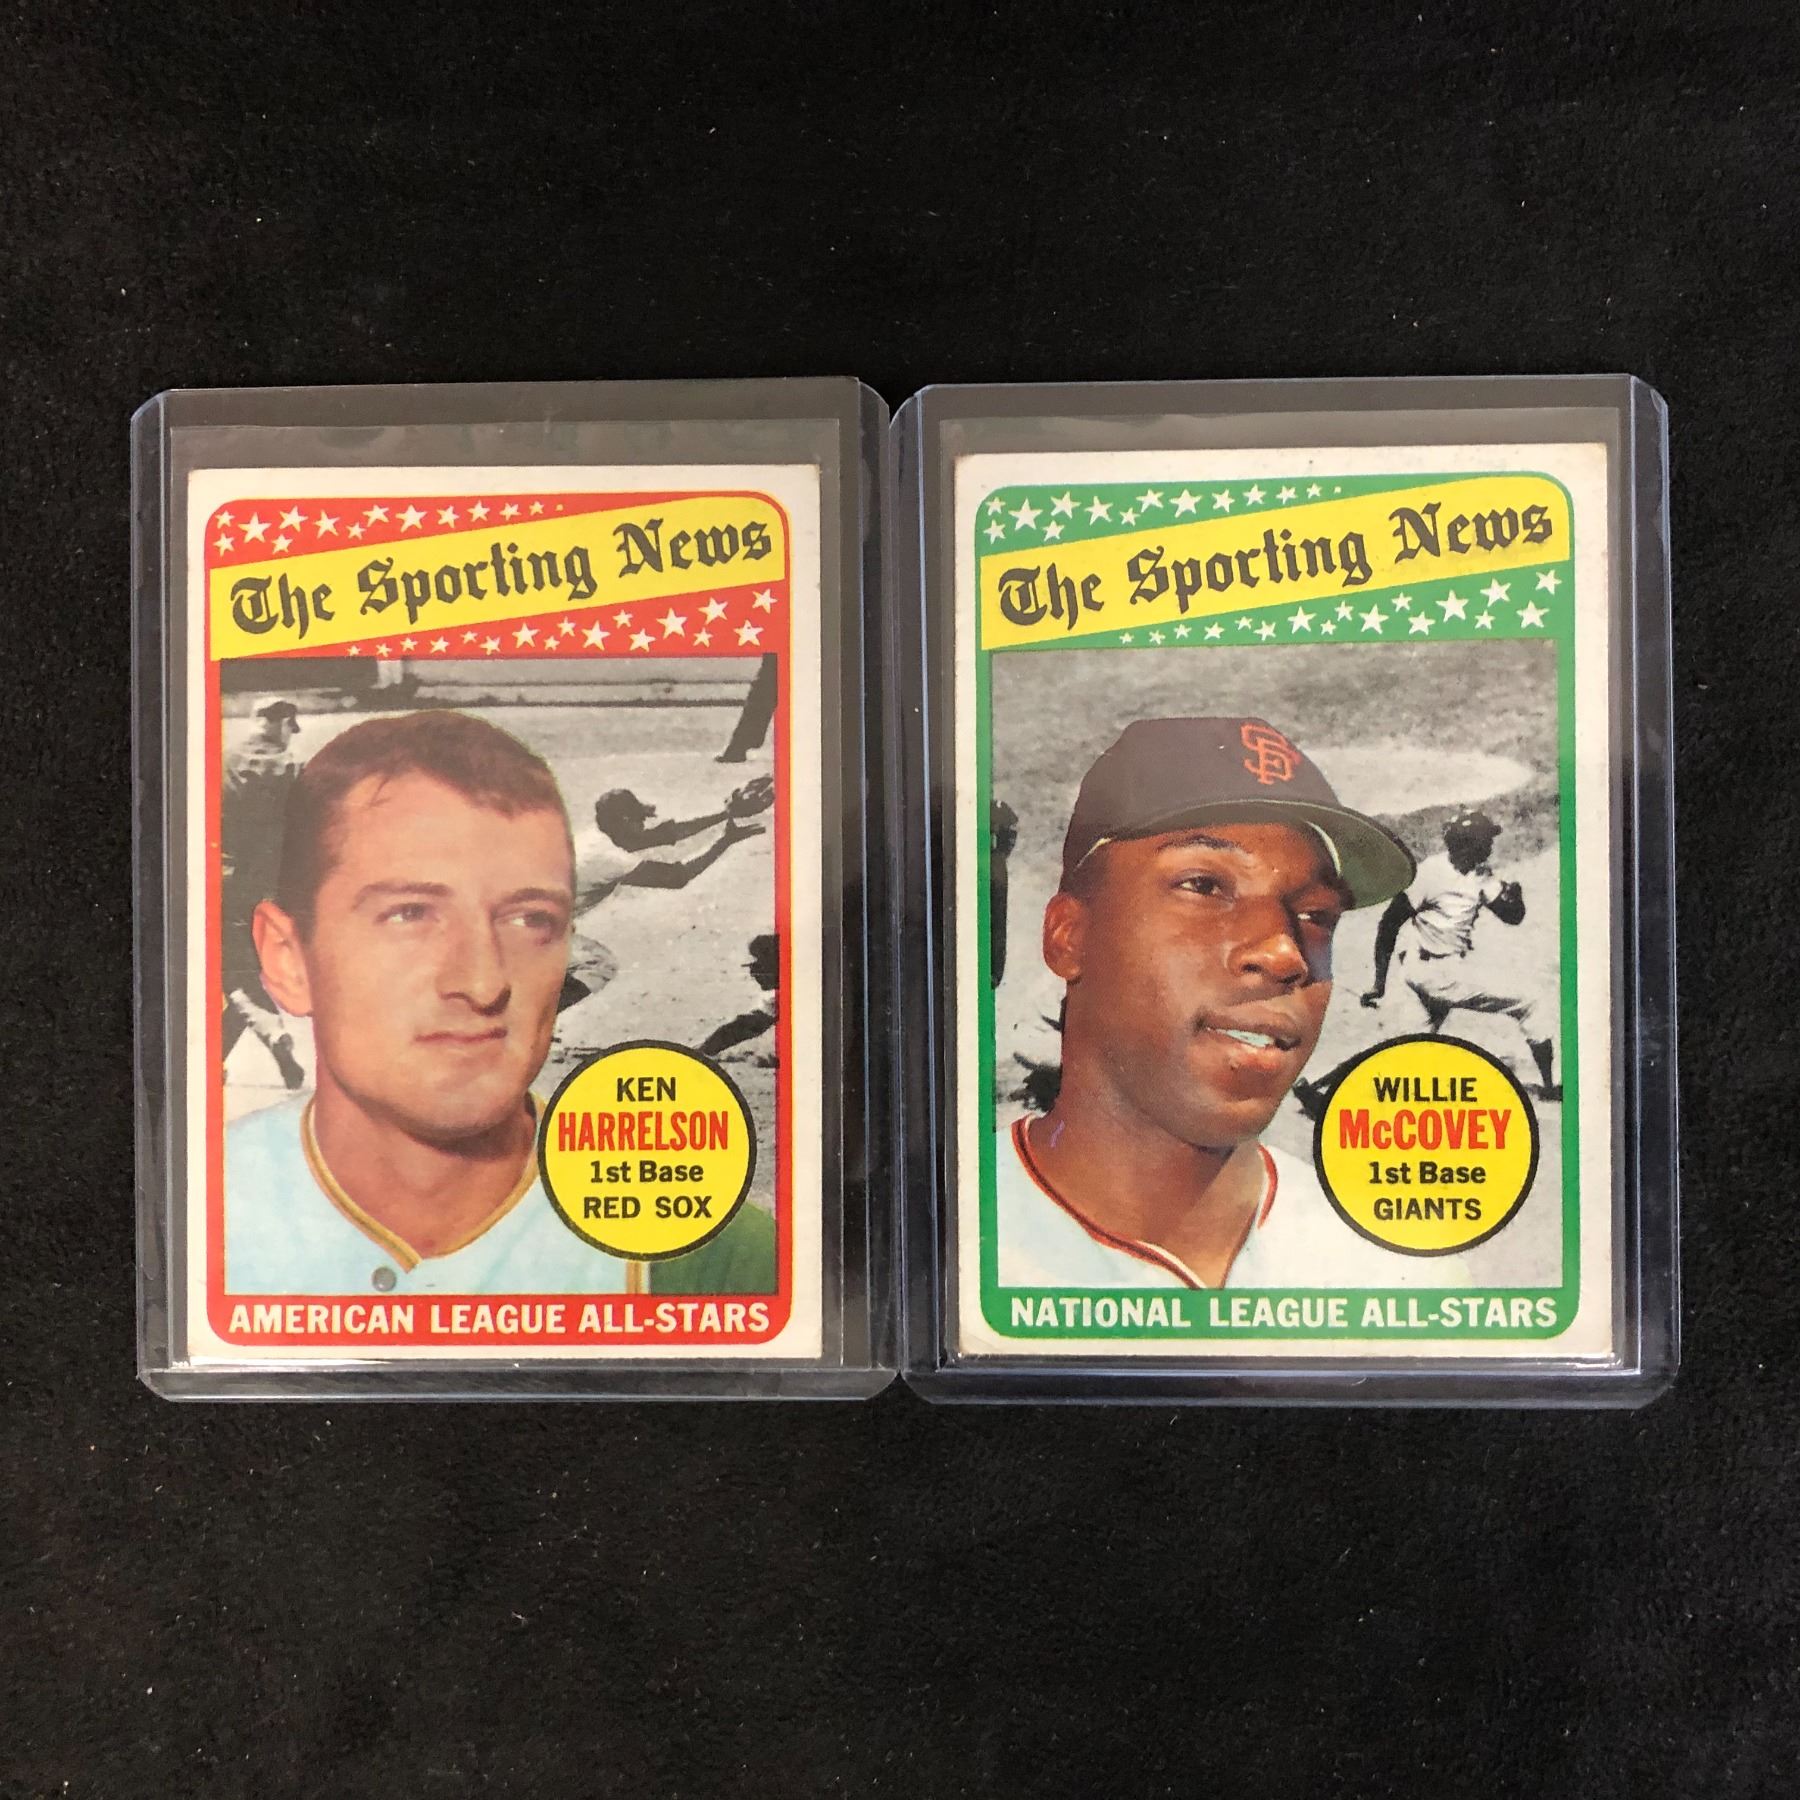 The Sporting News
KEN
HARRELSON
1st Base
RED SOX
AMERICAN LEAGUE ALL-STARS
The Sporting News
SF
WILLIE
McCOVEY
1st Base
GIANTS
NATIONAL LEAGUE ALL-STARS